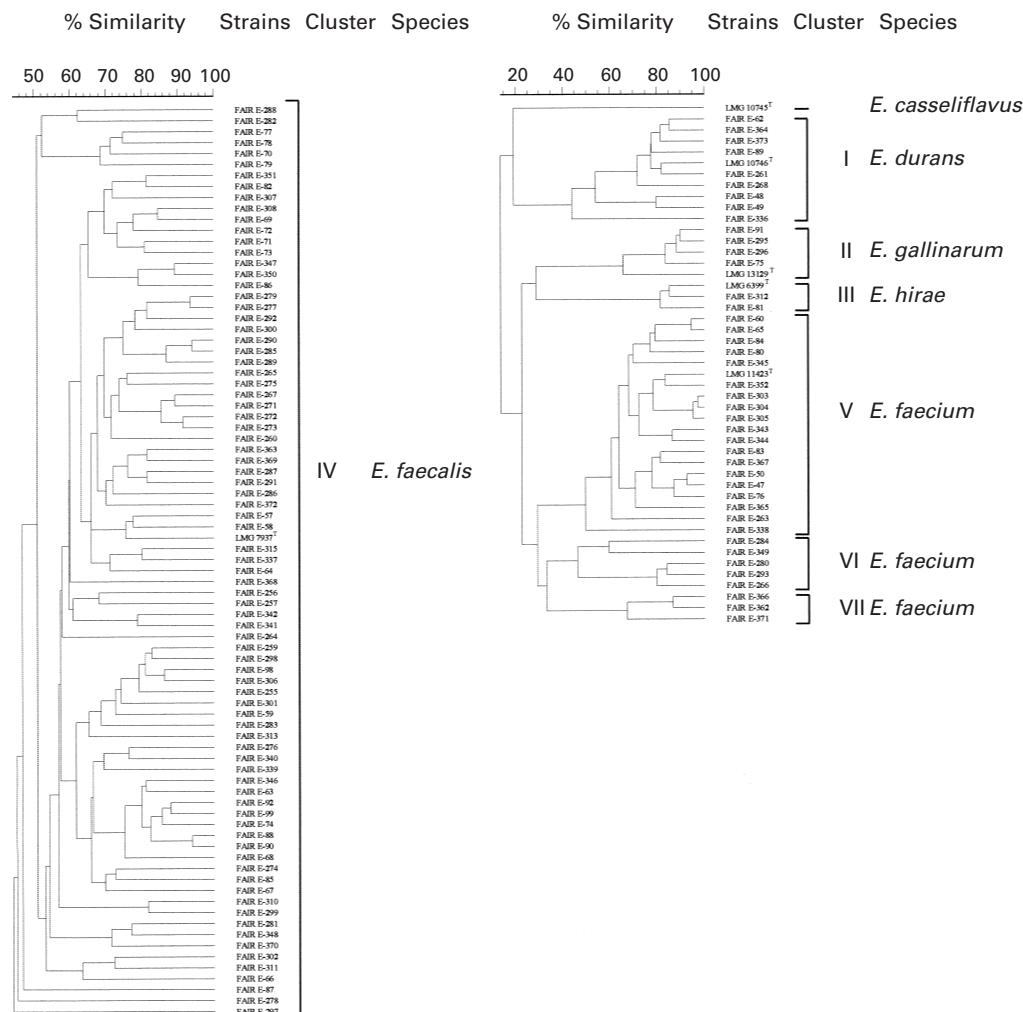 % Similarity Strains Cluster Species
50 60 70 80 90 100
FAIR E-288
FAIR E-282
FAIR E-77
FAIR E-78
FAIR E-70
FAIR E-79
FAIR E-351
FAIR E-82
FAIR E-307
FAIR E-308
FAIR E-69
FAIR E-72
FAIR E-71
FAIR E-73
FAIR E-347
FAIR E-350
FAIR E-86
FAIR E-279
FAIR E-277
FAIR E-292
FAIR E-300
FAIR E-290
FAIR E-285
FAIR E-289
FAIR E-265
FAIR E-275
FAIR E-267
FAIR E-271
FAIR E-272
FAIR E-273
FAIR E-260
FAIR E-363
FAIR E-369
FAIR E-287
IV E. faecalis
FAIR E-291
FAIR E-286
FAIR E-372
FAIR E-57
FAIR E-58
LMG 7937T
FAIR E-315
FAIR E-337
FAIR E-64
FAIR E-368
FAIR E-256
FAIR E-257
FAIR E-342
FAIR E-341
FAIR E-264
FAIR E-259
FAIR E-298
FAIR E-98
FAIR E-306
FAIR E-255
FAIR E-301
FAIR E-59
FAIR E-283
FAIR E-313
FAIR E-276
FAIR E-340
FAIR E-339
FAIR E-346
FAIR E-63
FAIR E-92
FAIR E-99
FAIR E-74
FAIR E-88
FAIR E-90
FAIR E-68
FAIR E-274
FAIR E-85
FAIR E-67
FAIR E-310
FAIR E-299
FAIR E-281
FAIR E-348
FAIR E-370
FAIR E-302
FAIR E-311
FAIR E-66
FAIR E-87
FAIR E-278
FAIR E-297
% Similarity Strains Cluster Species
20 40 60 80 100
LMG 10745T E. casseliflavus
FAIR E-62
FAIR E-364
FAIR E-373
FAIR E-89
I E. durans
LMG 10746T
FAIR E-261
FAIR E-268
FAIR E-48
FAIR E-49
FAIR E-336
FAIR E-91
FAIR E-295
FAIR E-296 II E. gallinarum
FAIR E-75
LMG 13129T
LMG 6399T
FAIR E-312 III E. hirae
FAIR E-81
FAIR E-60
FAIR E-65
FAIR E-84
FAIR E-80
FAIR E-345
LMG 11423T
FAIR E-352
FAIR E-303
FAIR E-304
V E. faecium
FAIR E-305
FAIR E-343
FAIR E-344
FAIR E-83
FAIR E-367
FAIR E-50
FAIR E-47
FAIR E-76
FAIR E-365
FAIR E-263
FAIR E-338
FAIR E-284
FAIR E-349
FAIR E-280 VI E. faecium
FAIR E-293
FAIR E-266
FAIR E-366
FAIR E-362 VII E. faecium
FAIR E-371